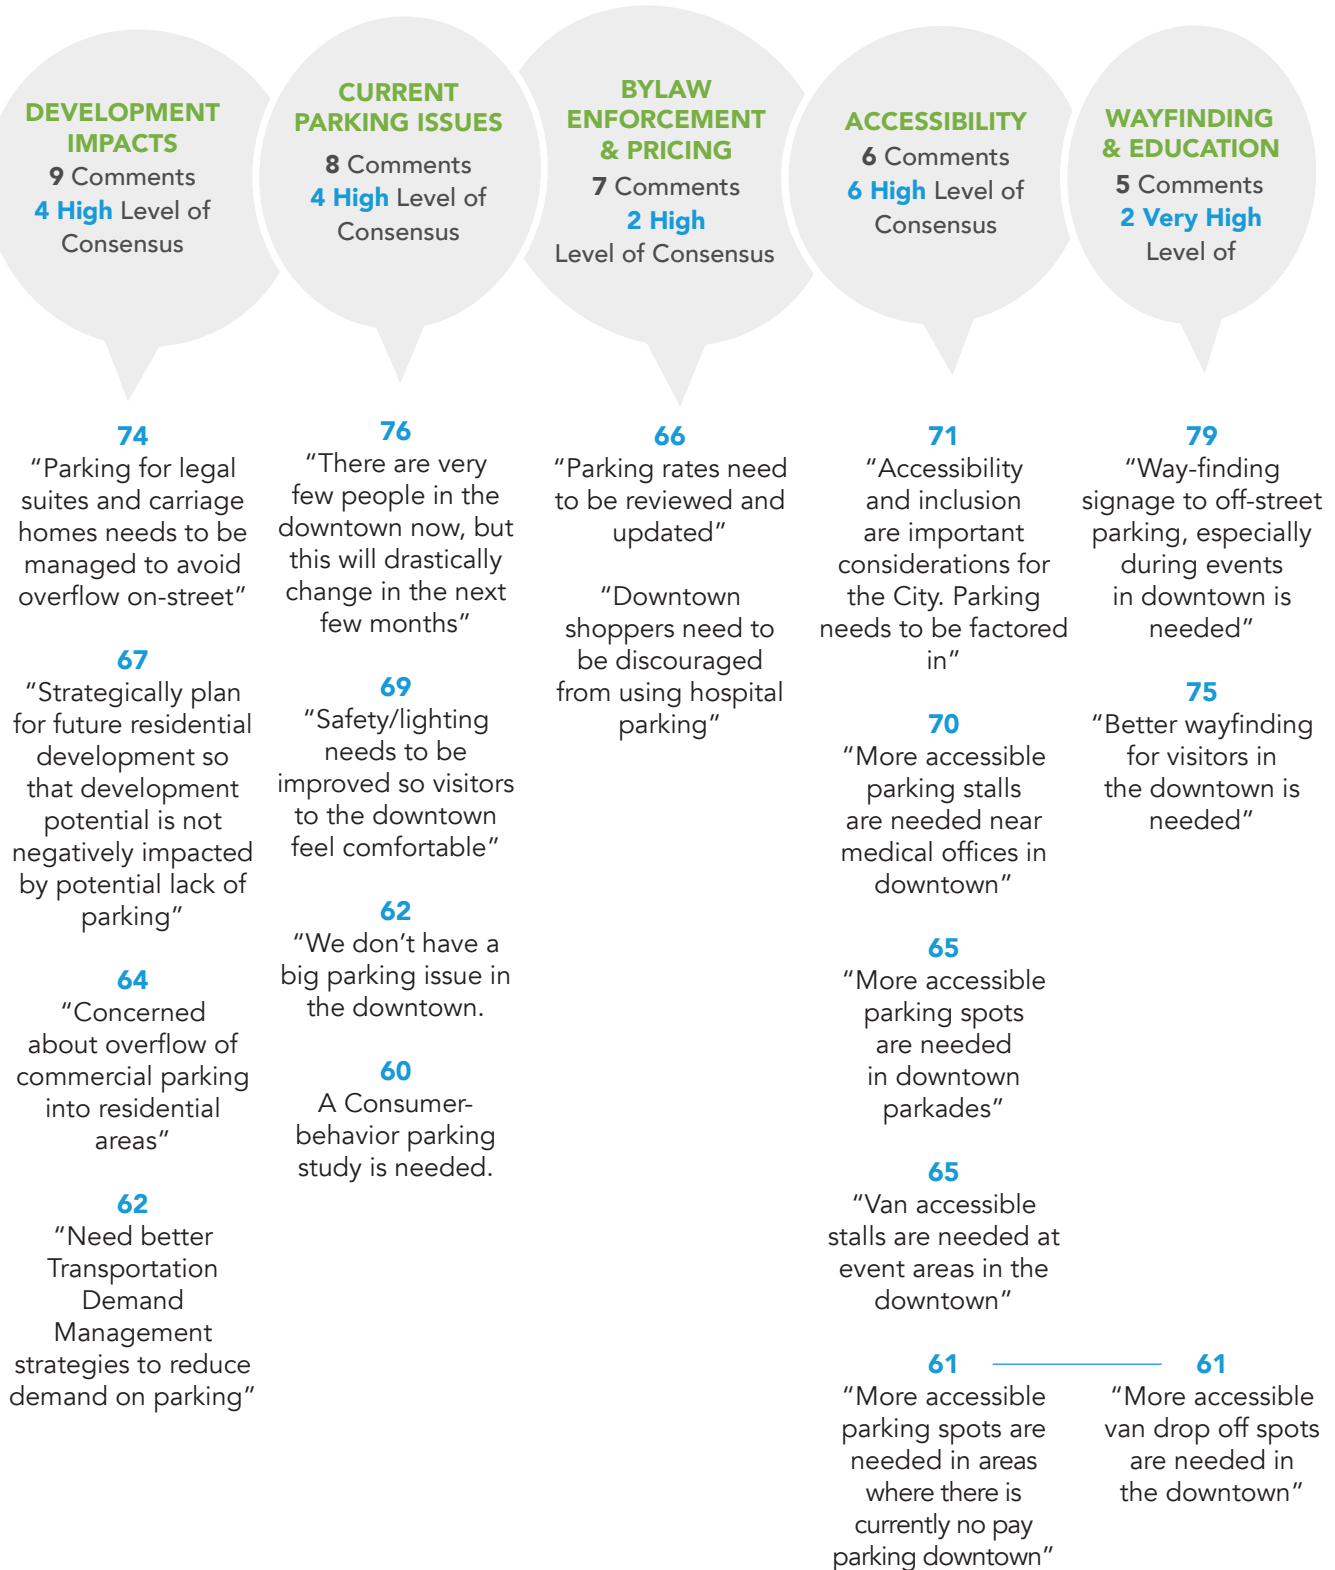 DEVELOPMENT
IMPACTS
9 Comments
4 High Level of
Consensus
74
“Parking for legal
suites and carriage
homes needs to be
managed to avoid
overflow on-street”
67
“Strategically plan
for future residential
development so
that development
potential is not
negatively impacted
by potential lack of
parking”
64
“Concerned
about overflow of
commercial parking
into residential
areas”
62
“Need better
Transportation
Demand
Management
strategies to reduce
demand on parking”
CURRENT
PARKING ISSUES
8 Comments
4 High Level of
Consensus
76
“There are very
few people in the
downtown now, but
this will drastically
change in the next
few months”
69
“Safety/lighting
needs to be
improved so visitors
to the downtown
feel comfortable”
62
“We don’t have a
big parking issue in
the downtown.
60
A Consumer-
behavior parking
study is needed.
BYLAW
ENFORCEMENT
& PRICING
7 Comments
2 High
Level of Consensus
66
“Parking rates need
to be reviewed and
updated”
“Downtown
shoppers need to
be discouraged
from using hospital
parking”
ACCESSIBILITY
6 Comments
6 High Level of
Consensus
71
“Accessibility
and inclusion
are important
considerations for
the City. Parking
needs to be factored
in”
70
“More accessible
parking stalls
are needed near
medical offices in
downtown”
65
“More accessible
parking spots
are needed
in downtown
parkades”
65
“Van accessible
stalls are needed at
event areas in the
downtown”
61
“More accessible
parking spots are
needed in areas
where there is
currently no pay
parking downtown”
61
“More accessible
van drop off spots
are needed in
the downtown”
WAYFINDING
& EDUCATION
5 Comments
2 Very High
Level of
79
“Way-finding
signage to off-street
parking, especially
during events
in downtown is
needed”
75
“Better wayfinding
for visitors in
the downtown is
needed”